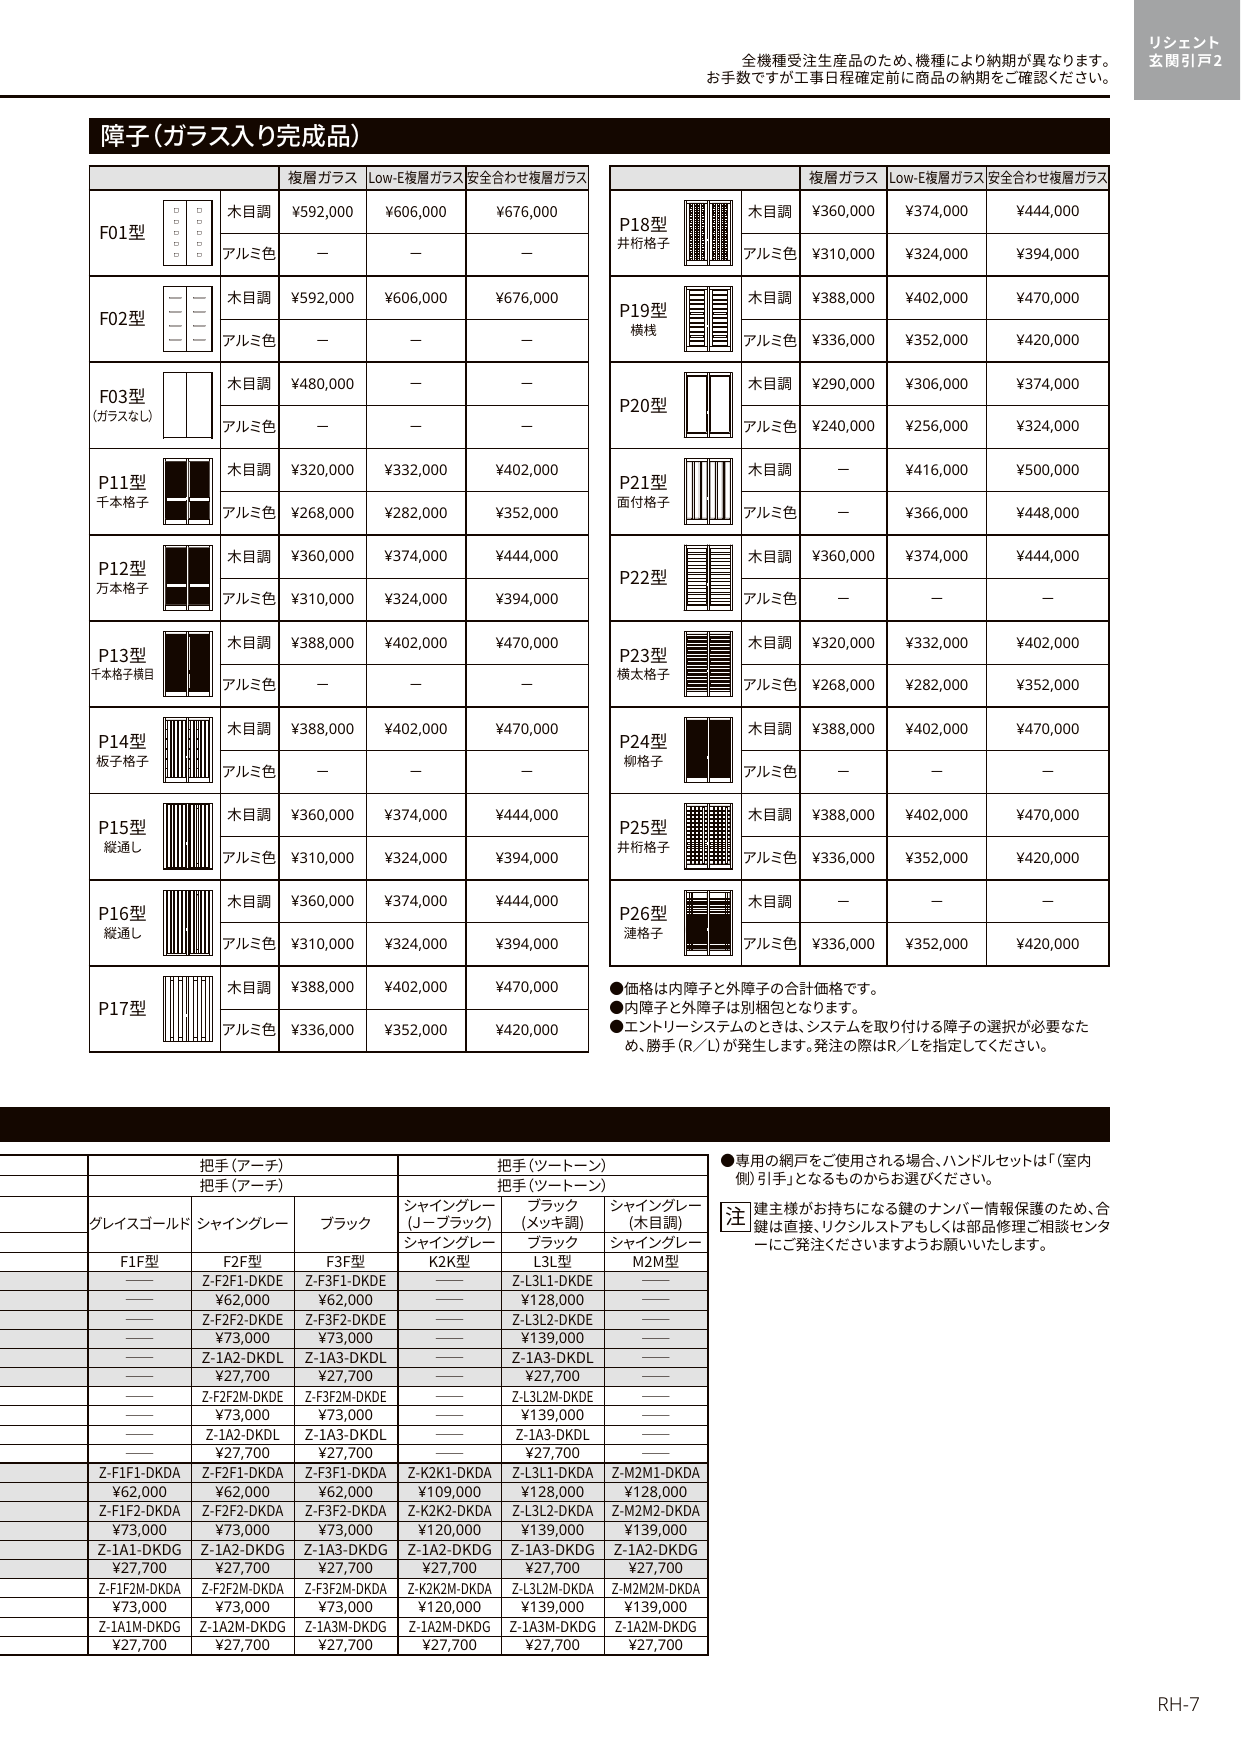 リシェント
玄関引戸2
全機種受注生産品のため、機種により納期が異なります。
お手数ですが工事日程確定前に商品の納期をご確認ください。
障子（ガラス入り完成品）
複層ガラス Low-E複層ガラス 安全合わせ複層ガラス
F01型 木目調 ¥592,000 ¥606,000 ¥676,000
アルミ色 － － －
F02型 木目調 ¥592,000 ¥606,000 ¥676,000
アルミ色 － － －
F03型 木目調 ¥480,000 － －
（ガラスなし） アルミ色 － － －
P11型 木目調 ¥320,000 ¥332,000 ¥402,000
千本格子 アルミ色 ¥268,000 ¥282,000 ¥352,000
P12型 木目調 ¥360,000 ¥374,000 ¥444,000
万本格子 アルミ色 ¥310,000 ¥324,000 ¥394,000
P13型 木目調 ¥388,000 ¥402,000 ¥470,000
千本格子横目 アルミ色 － － －
P14型 木目調 ¥388,000 ¥402,000 ¥470,000
板子格子 アルミ色 － － －
P15型 木目調 ¥360,000 ¥374,000 ¥444,000
縦通し アルミ色 ¥310,000 ¥324,000 ¥394,000
P16型 木目調 ¥360,000 ¥374,000 ¥444,000
縦通し アルミ色 ¥310,000 ¥324,000 ¥394,000
P17型 木目調 ¥388,000 ¥402,000 ¥470,000
アルミ色 ¥336,000 ¥352,000 ¥420,000
複層ガラス Low-E複層ガラス 安全合わせ複層ガラス
P18型 木目調 ¥360,000 ¥374,000 ¥444,000
井桁格子 アルミ色 ¥310,000 ¥324,000 ¥394,000
P19型 木目調 ¥388,000 ¥402,000 ¥470,000
横桟 アルミ色 ¥336,000 ¥352,000 ¥420,000
P20型 木目調 ¥290,000 ¥306,000 ¥374,000
アルミ色 ¥240,000 ¥256,000 ¥324,000
P21型 木目調 － ¥416,000 ¥500,000
面付格子 アルミ色 － ¥366,000 ¥448,000
P22型 木目調 ¥360,000 ¥374,000 ¥444,000
アルミ色 － － －
P23型 木目調 ¥320,000 ¥332,000 ¥402,000
横太格子 アルミ色 ¥268,000 ¥282,000 ¥352,000
P24型 木目調 ¥388,000 ¥402,000 ¥470,000
柳格子 アルミ色 － － －
P25型 木目調 ¥388,000 ¥402,000 ¥470,000
井桁格子 アルミ色 ¥336,000 ¥352,000 ¥420,000
P26型 木目調 － － －
漣格子 アルミ色 ¥336,000 ¥352,000 ¥420,000
●価格は内障子と外障子の合計価格です。
●内障子と外障子は別梱包となります。
●エントリーシステムのときは、システムを取り付ける障子の選択が必要なた
め、勝手（R／L）が発生します。発注の際はR／Lを指定してください。
把手（アーチ） 把手（ツートーン）
把手（アーチ） 把手（ツートーン）
グレイスゴールド シャイングレー ブラック シャイングレー（Jーブラック） ブラック（メッキ調） シャイングレー（木目調）
シャイングレー ブラック シャイングレー
F1F型 F2F型 F3F型 K2K型 L3L型 M2M型
── Z-F2F1-DKDE Z-F3F1-DKDE ── Z-L3L1-DKDE ──
── ¥62,000 ¥62,000 ── ¥128,000 ──
── Z-F2F2-DKDE Z-F3F2-DKDE ── Z-L3L2-DKDE ──
── ¥73,000 ¥73,000 ── ¥139,000 ──
── Z-1A2-DKDL Z-1A3-DKDL ── Z-1A3-DKDL ──
── ¥27,700 ¥27,700 ── ¥27,700 ──
── Z-F2F2M-DKDE Z-F3F2M-DKDE ── Z-L3L2M-DKDE ──
── ¥73,000 ¥73,000 ── ¥139,000 ──
── Z-1A2-DKDL Z-1A3-DKDL ── Z-1A3-DKDL ──
── ¥27,700 ¥27,700 ── ¥27,700 ──
Z-F1F1-DKDA Z-F2F1-DKDA Z-F3F1-DKDA Z-K2K1-DKDA Z-L3L1-DKDA Z-M2M1-DKDA
¥62,000 ¥62,000 ¥62,000 ¥109,000 ¥128,000 ¥128,000
Z-F1F2-DKDA Z-F2F2-DKDA Z-F3F2-DKDA Z-K2K2-DKDA Z-L3L2-DKDA Z-M2M2-DKDA
¥73,000 ¥73,000 ¥73,000 ¥120,000 ¥139,000 ¥139,000
Z-1A1-DKDG Z-1A2-DKDG Z-1A3-DKDG Z-1A2-DKDG Z-1A3-DKDG Z-1A2-DKDG
¥27,700 ¥27,700 ¥27,700 ¥27,700 ¥27,700 ¥27,700
Z-F1F2M-DKDA Z-F2F2M-DKDA Z-F3F2M-DKDA Z-K2K2M-DKDA Z-L3L2M-DKDA Z-M2M2M-DKDA
¥73,000 ¥73,000 ¥73,000 ¥120,000 ¥139,000 ¥139,000
Z-1A1M-DKDG Z-1A2M-DKDG Z-1A3M-DKDG Z-1A2M-DKDG Z-1A3M-DKDG Z-1A2M-DKDG
¥27,700 ¥27,700 ¥27,700 ¥27,700 ¥27,700 ¥27,700
●専用の網戸をご使用される場合、ハンドルセットは「（室内
側）引手」となるものからお選びください。
注 建主様がお持ちになる鍵のナンバー情報保護のため、合
鍵は直接、リクシルストアもしくは部品修理ご相談センタ
ーにご発注くださいますようお願いいたします。
RH-7